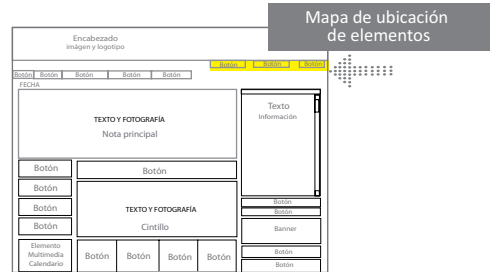 Mapa de ubicación
de elementos
Encabezado
imágen y logotipo
Botón Botón Botón
Botón Botón Botón Botón Botón
FECHA
TEXTO Y FOTOGRAFÍA
Nota principal
Texto
Información
Botón
Botón
Botón
Botón
Botón
TEXTO Y FOTOGRAFÍA
Cintillo
Botón
Botón
Banner
Elemento
Multimedia
Calendario
Botón Botón Botón Botón
Botón
Botón